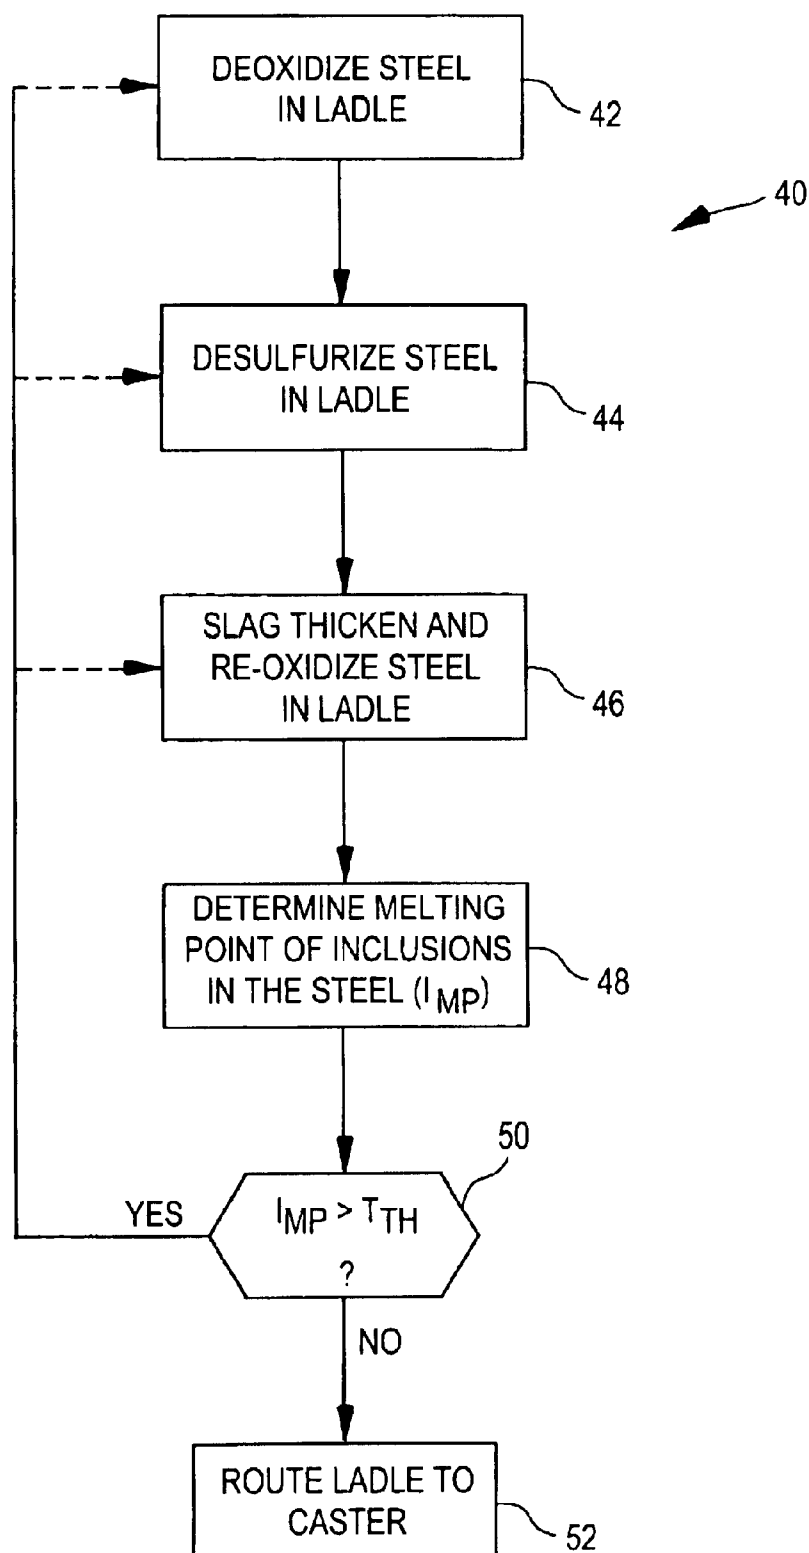 DEOXIDIZE STEEL
IN LADLE
42
40
DESULFURIZE STEEL
IN LADLE
44
SLAG THICKEN AND
RE-OXIDIZE STEEL
IN LADLE
46
DETERMINE MELTING
POINT OF INCLUSIONS
IN THE STEEL (IMP)
48
50
YES
IMP > TTH
?
NO
ROUTE LADLE TO
CASTER
52